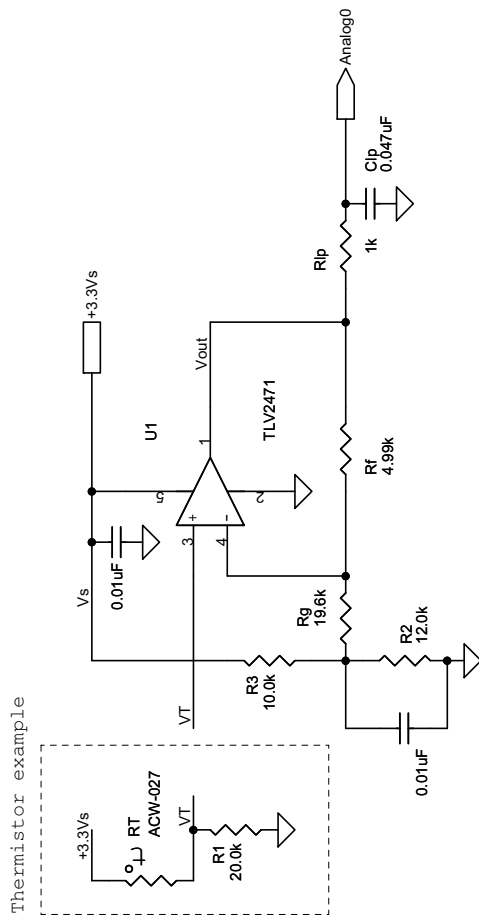 Thermistor example
+3.3Vs
RT
ACW-027
VT
R1
20.0k
VT
Vs
0.01uF
+3.3Vs
U1
3
+
4
-
5
2
1
Vout
TLV2471
R3
10.0k
Rg
19.6k
R2
12.0k
0.01uF
Rf
4.99k
Rlp
1k
Clp
0.047uF
Analog0